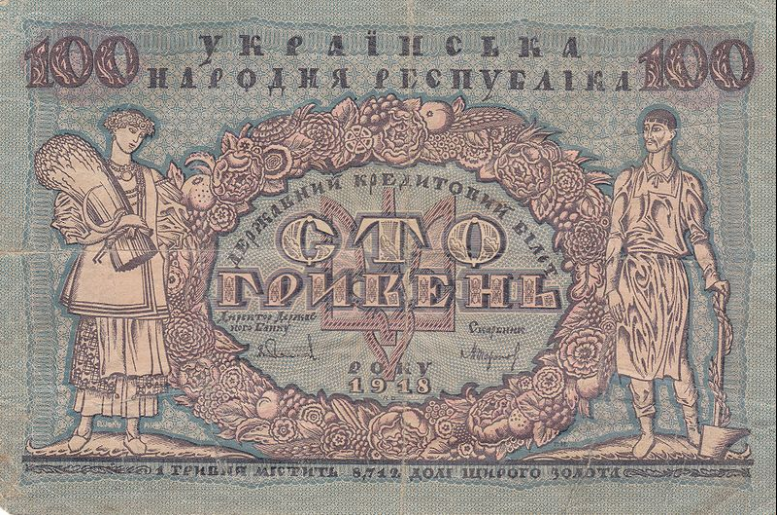 100 УКРАЇНСЬКА 100
НАРОДНЯ РЕСПУБЛІКА
ДЕРЖАВНИЙ КРЕДИТОВИЙ БІЛЕТ
СТО
ГРИВЕНЬ
Директор Держав
ного Банку
Скарбник
РОКУ
1918
1 ГРИВНЯ МІСТИТЬ 8,712 ДОЛІ ЩИРОГО ЗОЛОТА